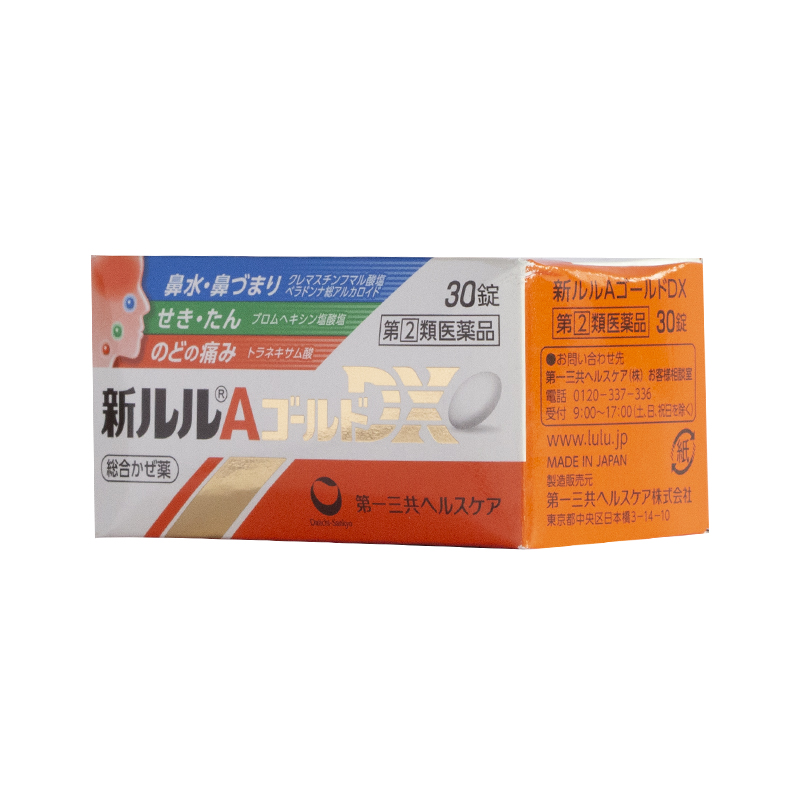 鼻水・鼻づまり クレマスチンフマル酸塩
ベラドンナ総アルカロイド
せき・たん ブロムヘキシン塩酸塩
のどの痛み トラネキサム酸
30錠
指②類医薬品
新ルル®AゴールドDX
総合かぜ薬
Daiichi-Sankyo
第一三共ヘルスケア
新ルルAゴールドDX
指②類医薬品 30錠
●お問い合わせ先
第一三共ヘルスケア(株) お客様相談室
電話 0120-337-336
受付 9:00~17:00(土、日、祝日を除く)
www.lulu.jp
MADE IN JAPAN
紙
製造販売元
第一三共ヘルスケア株式会社
東京都中央区日本橋3-14-10